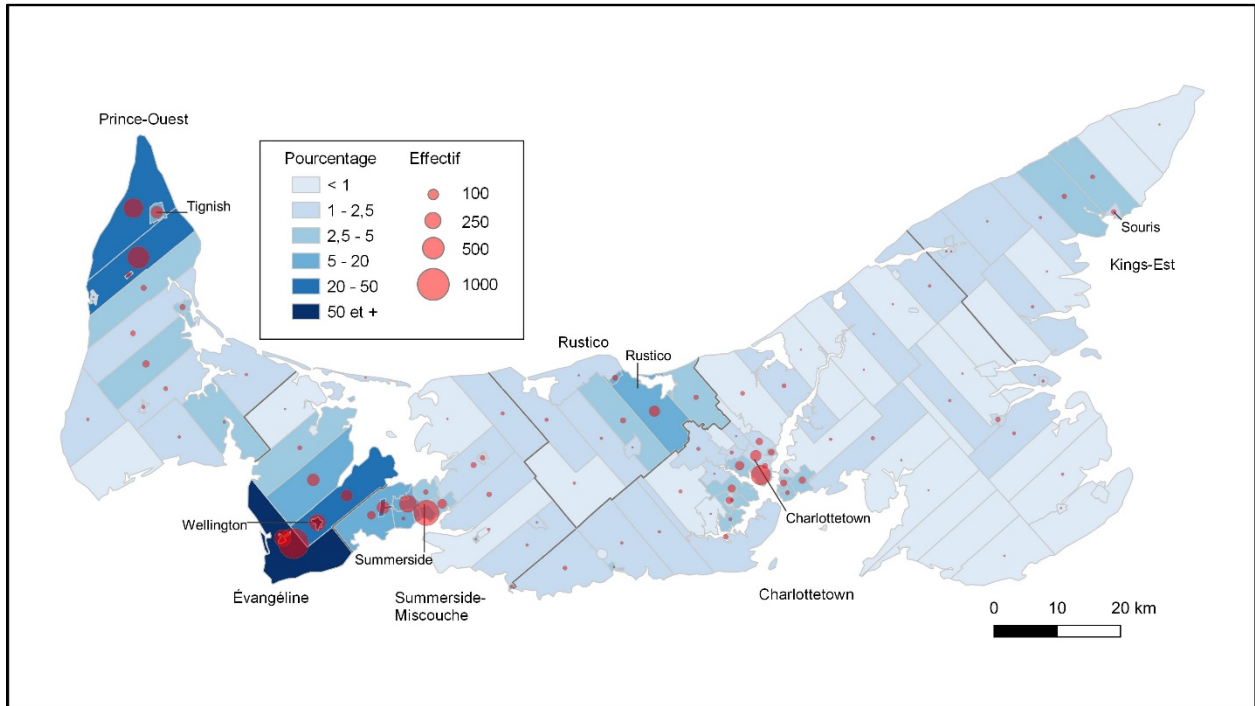 Prince-Ouest
Tignish
Pourcentage
< 1
1 - 2,5
2,5 - 5
5 - 20
20 - 50
50 et +
Effectif
100
250
500
1000
Souris
Kings-Est
Rustico
Rustico
Wellington
Summerside
Charlottetown
Évangéline
Summerside-
Miscouche
Charlottetown
0 10 20 km